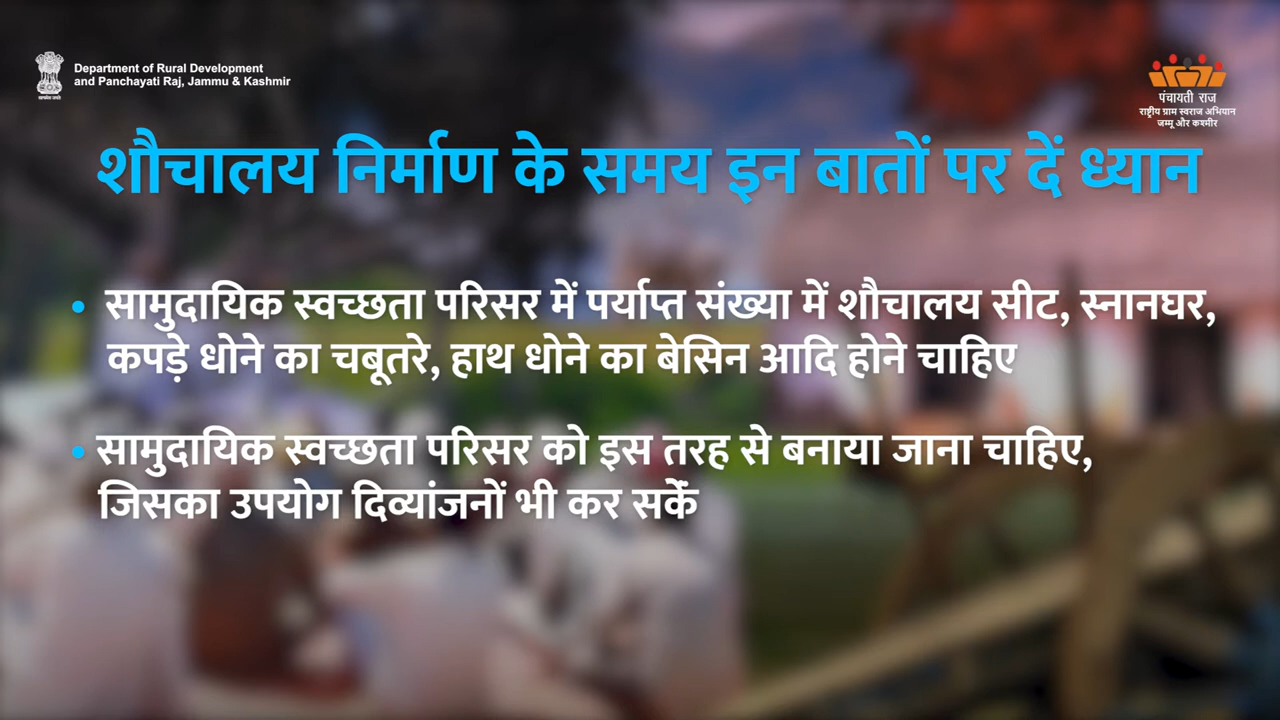 Department of Rural Development
and Panchayati Raj, Jammu & Kashmir
पंचायती राज
राष्ट्रीय ग्राम स्वराज अभियान
जम्मू और कश्मीर
शौचालय निर्माण के समय इन बातों पर दें ध्यान
• सामुदायिक स्वच्छता परिसर में पर्याप्त संख्या में शौचालय सीट, स्नानघर,
कपड़े धोने का चबूतरे, हाथ धोने का बेसिन आदि होने चाहिए
• सामुदायिक स्वच्छता परिसर को इस तरह से बनाया जाना चाहिए,
जिसका उपयोग दिव्यांजनों भी कर सकें